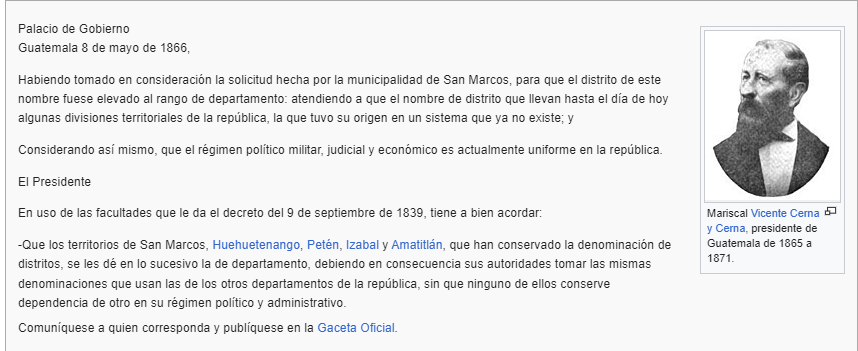 Palacio de Gobierno
Guatemala 8 de mayo de 1866,
Habiendo tomado en consideración la solicitud hecha por la municipalidad de San Marcos, para que el distrito de este
nombre fuese elevado al rango de departamento: atendiendo a que el nombre de distrito que llevan hasta el día de hoy
algunas divisiones territoriales de la república, la que tuvo su origen en un sistema que ya no existe; y
Considerando así mismo, que el régimen político militar, judicial y económico es actualmente uniforme en la república.
El Presidente
En uso de las facultades que le da el decreto del 9 de septiembre de 1839, tiene a bien acordar:
-Que los territorios de San Marcos, Huehuetenango, Petén, Izabal y Amatitlán, que han conservado la denominación de
distritos, se les dé en lo sucesivo la de departamento, debiendo en consecuencia sus autoridades tomar las mismas
denominaciones que usan las de los otros departamentos de la república, sin que ninguno de ellos conserve
dependencia de otro en su régimen político y administrativo.
Comuníquese a quien corresponda y publíquese en la Gaceta Oficial.
Mariscal Vicente Cerna
y Cerna, presidente de
Guatemala de 1865 a
1871.